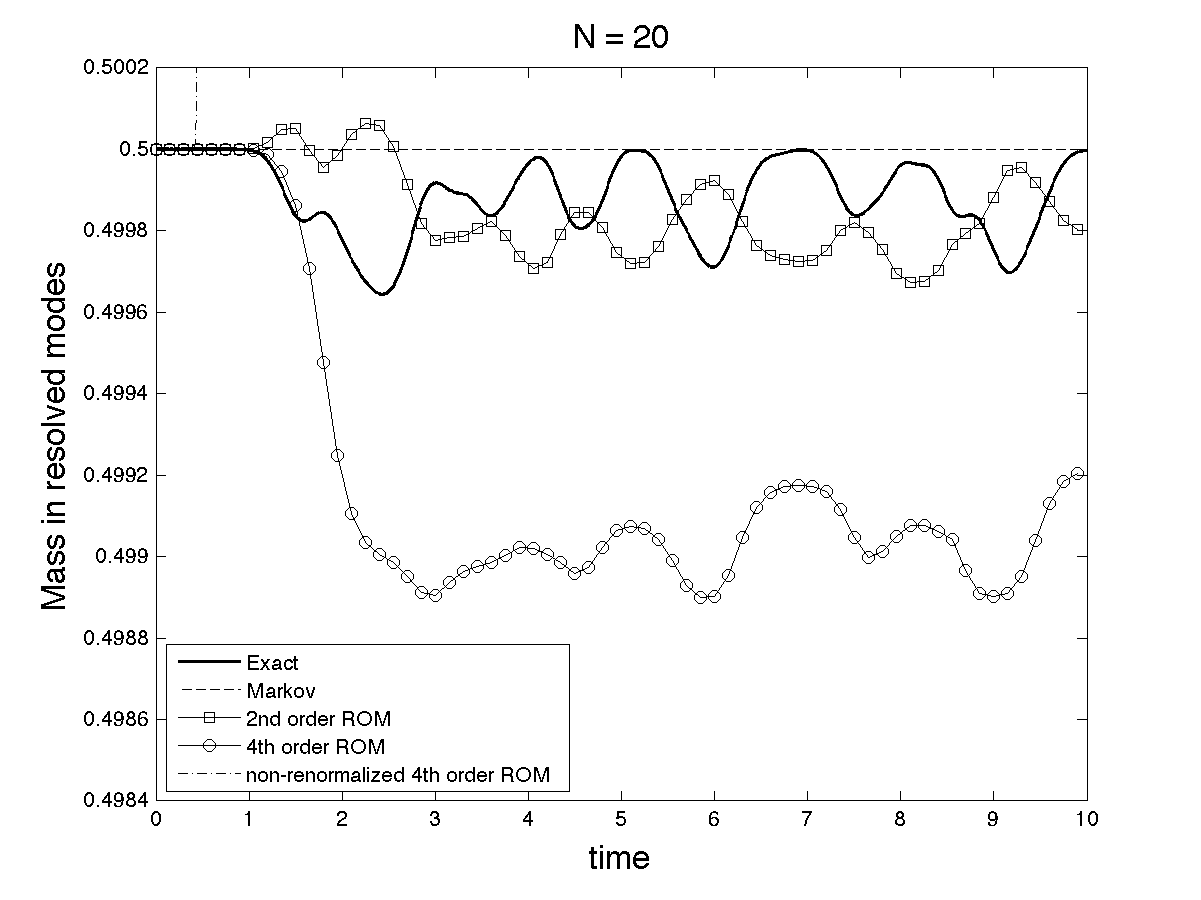 N = 20
Mass in resolved modes
0.5002
0.5
0.4998
0.4996
0.4994
0.4992
0.499
0.4988
0.4986
0.4984
Exact
Markov
2nd order ROM
4th order ROM
non-renormalized 4th order ROM
0 1 2 3 4 5 6 7 8 9 10
time